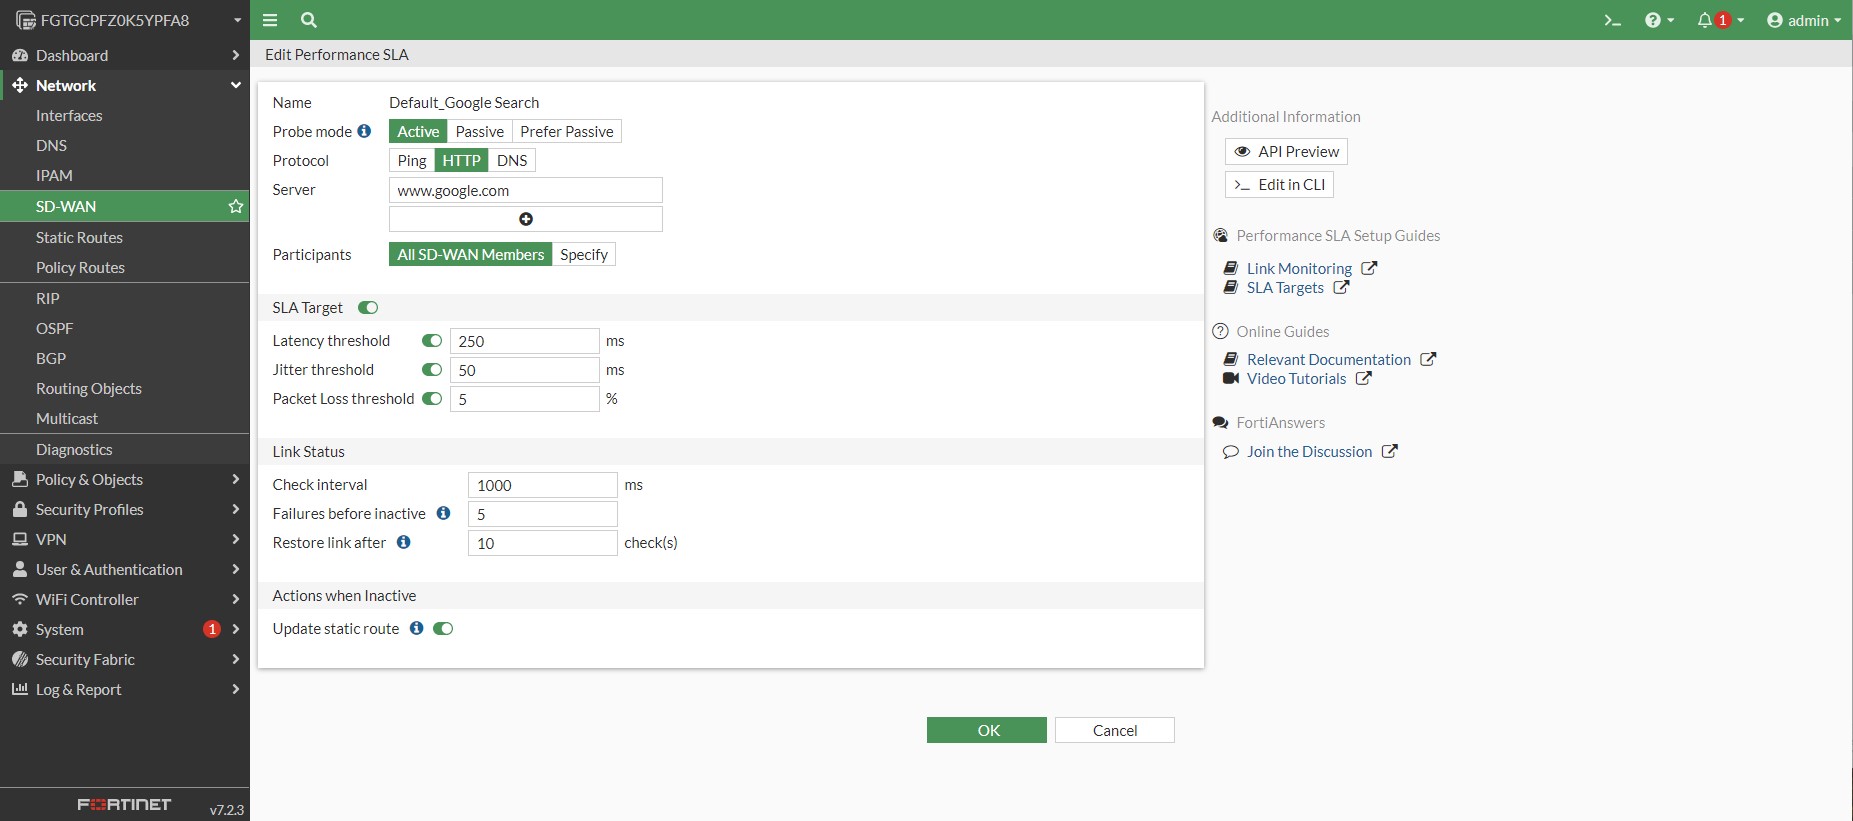 FGTGCPFZ0K5YPFA8
1
admin
Dashboard
Network
Interfaces
DNS
IPAM
SD-WAN
Static Routes
Policy Routes
RIP
OSPF
BGP
Routing Objects
Multicast
Diagnostics
Policy & Objects
Security Profiles
VPN
User & Authentication
WiFi Controller
System 1
Security Fabric
Log & Report
FORTINET v7.2.3
Edit Performance SLA
Name Default_Google Search
Probe mode Active Passive Prefer Passive
Protocol Ping HTTP DNS
Server www.google.com
Participants All SD-WAN Members Specify
SLA Target
Latency threshold 250 ms
Jitter threshold 50 ms
Packet Loss threshold 5 %
Link Status
Check interval 1000 ms
Failures before inactive 5
Restore link after 10 check(s)
Actions when Inactive
Update static route
OK Cancel
Additional Information
API Preview
>_ Edit in CLI
Performance SLA Setup Guides
Link Monitoring
SLA Targets
Online Guides
Relevant Documentation
Video Tutorials
FortiAnswers
Join the Discussion